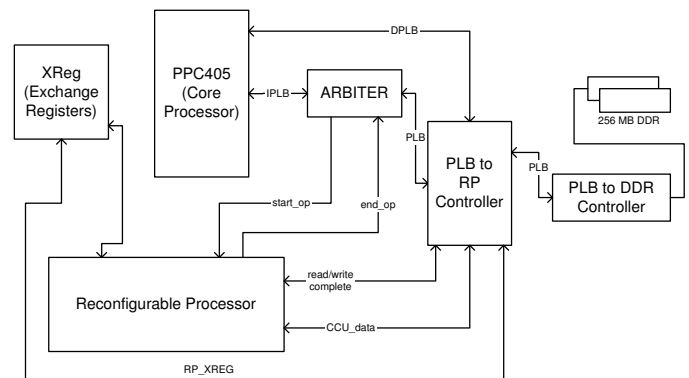 DPLB
XReg
(Exchange
Registers)
PPC405
(Core
Processor)
IPLB
ARBITER
256 MB DDR
PLB
PLB to
RP
Controller
PLB
PLB to DDR
Controller
start_op
end_op
Reconfigurable Processor
read/write
complete
CCU_data
RP_XREG